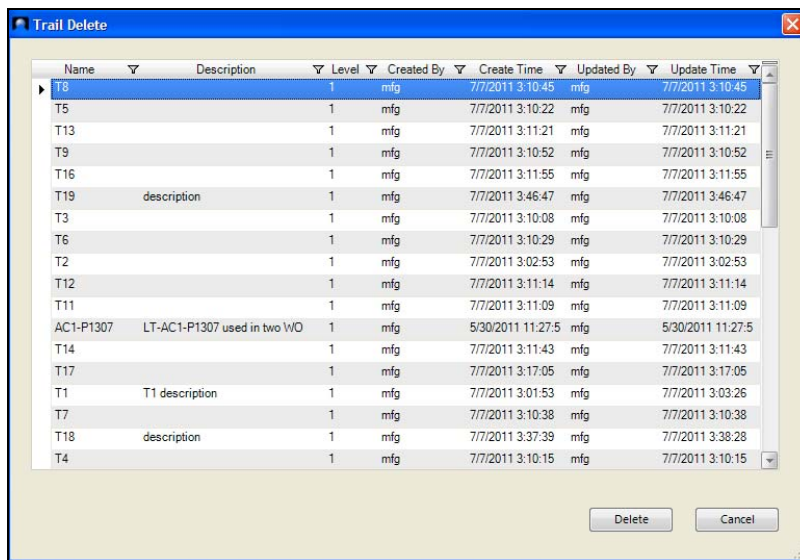 Trail Delete
Name Description Level Created By Create Time Updated By Update Time
T8 1 mfg 7/7/2011 3:10:45 mfg 7/7/2011 3:10:45
T5 1 mfg 7/7/2011 3:10:22 mfg 7/7/2011 3:10:22
T13 1 mfg 7/7/2011 3:11:21 mfg 7/7/2011 3:11:21
T9 1 mfg 7/7/2011 3:10:52 mfg 7/7/2011 3:10:52
T16 1 mfg 7/7/2011 3:11:55 mfg 7/7/2011 3:11:55
T19 description 1 mfg 7/7/2011 3:46:47 mfg 7/7/2011 3:46:47
T3 1 mfg 7/7/2011 3:10:08 mfg 7/7/2011 3:10:08
T6 1 mfg 7/7/2011 3:10:29 mfg 7/7/2011 3:10:29
T2 1 mfg 7/7/2011 3:02:53 mfg 7/7/2011 3:02:53
T12 1 mfg 7/7/2011 3:11:14 mfg 7/7/2011 3:11:14
T11 1 mfg 7/7/2011 3:11:09 mfg 7/7/2011 3:11:09
AC1-P1307 LT-AC1-P1307 used in two WO 1 mfg 5/30/2011 11:27:5 mfg 5/30/2011 11:27:5
T14 1 mfg 7/7/2011 3:11:43 mfg 7/7/2011 3:11:43
T17 1 mfg 7/7/2011 3:17:05 mfg 7/7/2011 3:17:05
T1 T1 description 1 mfg 7/7/2011 3:01:53 mfg 7/7/2011 3:03:26
T7 1 mfg 7/7/2011 3:10:38 mfg 7/7/2011 3:10:38
T18 description 1 mfg 7/7/2011 3:37:39 mfg 7/7/2011 3:38:28
T4 1 mfg 7/7/2011 3:10:15 mfg 7/7/2011 3:10:15
Delete Cancel